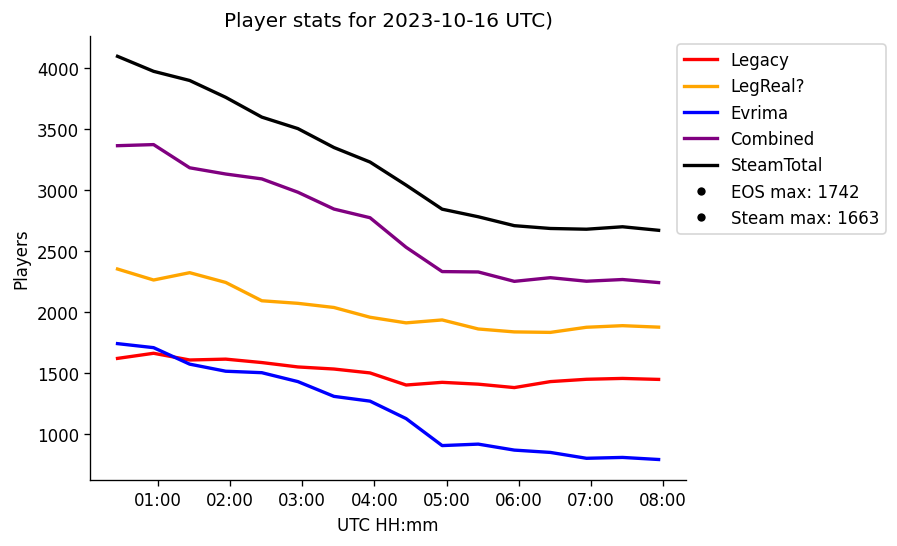 Player stats for 2023-10-16 UTC)
Legacy
LegReal?
Evrima
Combined
SteamTotal
EOS max: 1742
Steam max: 1663
Players
4000
3500
3000
2500
2000
1500
1000
01:00 02:00 03:00 04:00 05:00 06:00 07:00 08:00
UTC HH:mm